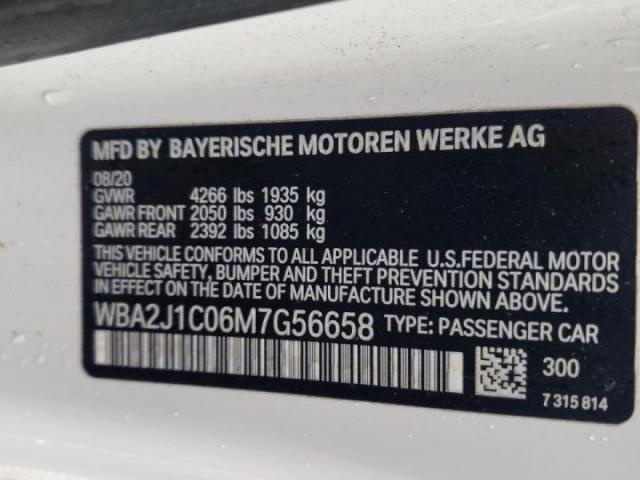 MFD BY BAYERISCHE MOTOREN WERKE AG
08/20
GVWR 4266 lbs 1935 kg
GAWR FRONT 2050 lbs 930 kg
GAWR REAR 2392 lbs 1085 kg
THIS VEHICLE CONFORMS TO ALL APPLICABLE U.S.FEDERAL MOTOR
VEHICLE SAFETY, BUMPER AND THEFT PREVENTION STANDARDS
IN EFFECT ON THE DATE OF MANUFACTURE SHOWN ABOVE.
WBA2J1C06M7G56658 TYPE: PASSENGER CAR
300
7 315 814